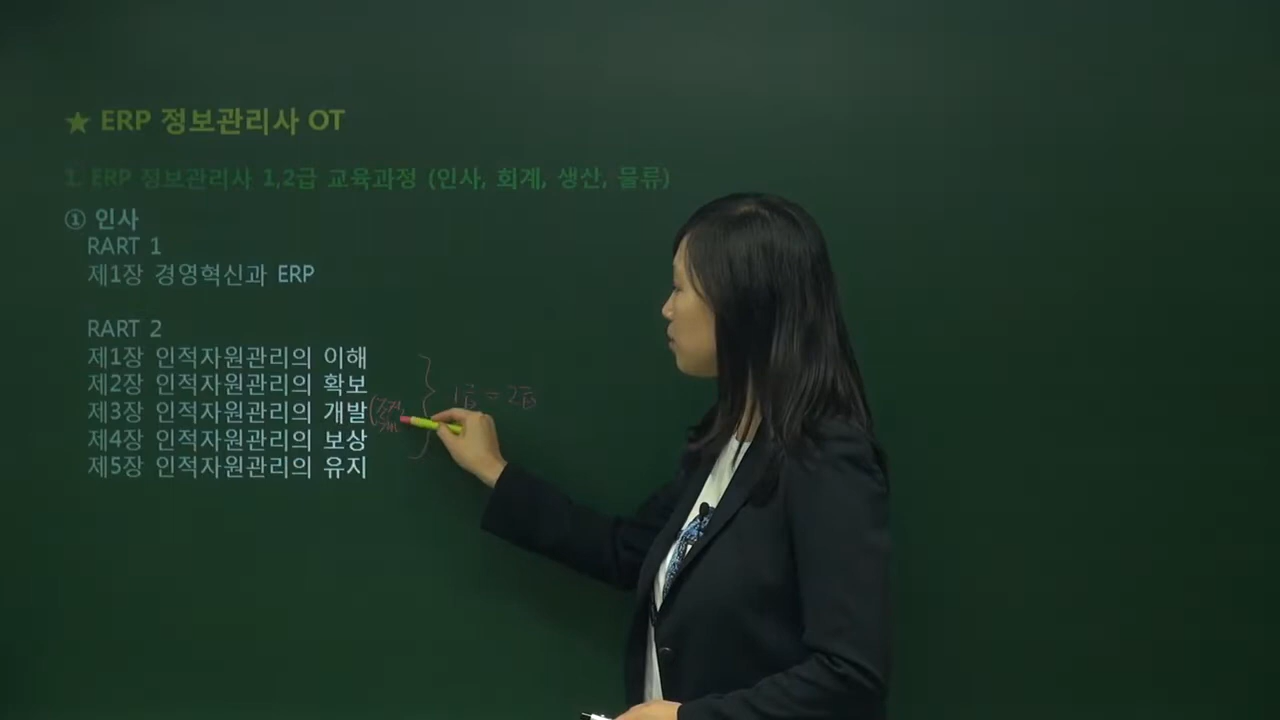 ★ ERP 정보관리사 OT
1. ERP 정보관리사 1,2급 교육과정 (인사, 회계, 생산, 물류)
① 인사
RART 1
제1장 경영혁신과 ERP
RART 2
제1장 인적자원관리의 이해
제2장 인적자원관리의 확보
제3장 인적자원관리의 개발
제4장 인적자원관리의 보상
제5장 인적자원관리의 유지